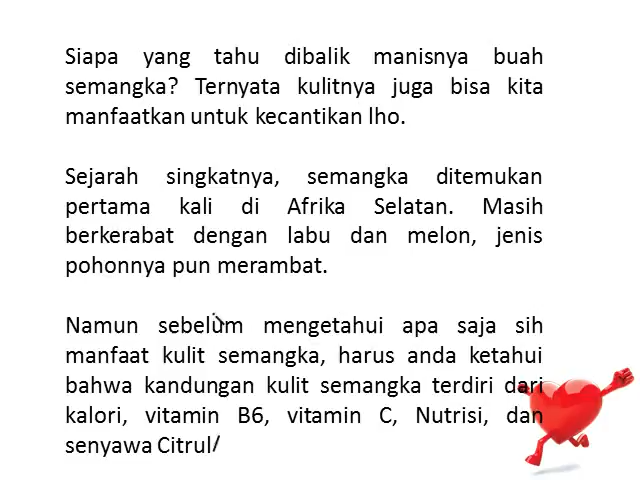 Siapa yang tahu dibalik manisnya buah
semangka? Ternyata kulitnya juga bisa kita
manfaatkan untuk kecantikan lho.
Sejarah singkatnya, semangka ditemukan
pertama kali di Afrika Selatan. Masih
berkerabat dengan labu dan melon, jenis
pohonnya pun merambat.
Namun sebelum mengetahui apa saja sih
manfaat kulit semangka, harus anda ketahui
bahwa kandungan kulit semangka terdiri dari
kalori, vitamin B6, vitamin C, Nutrisi, dan
senyawa Citrul